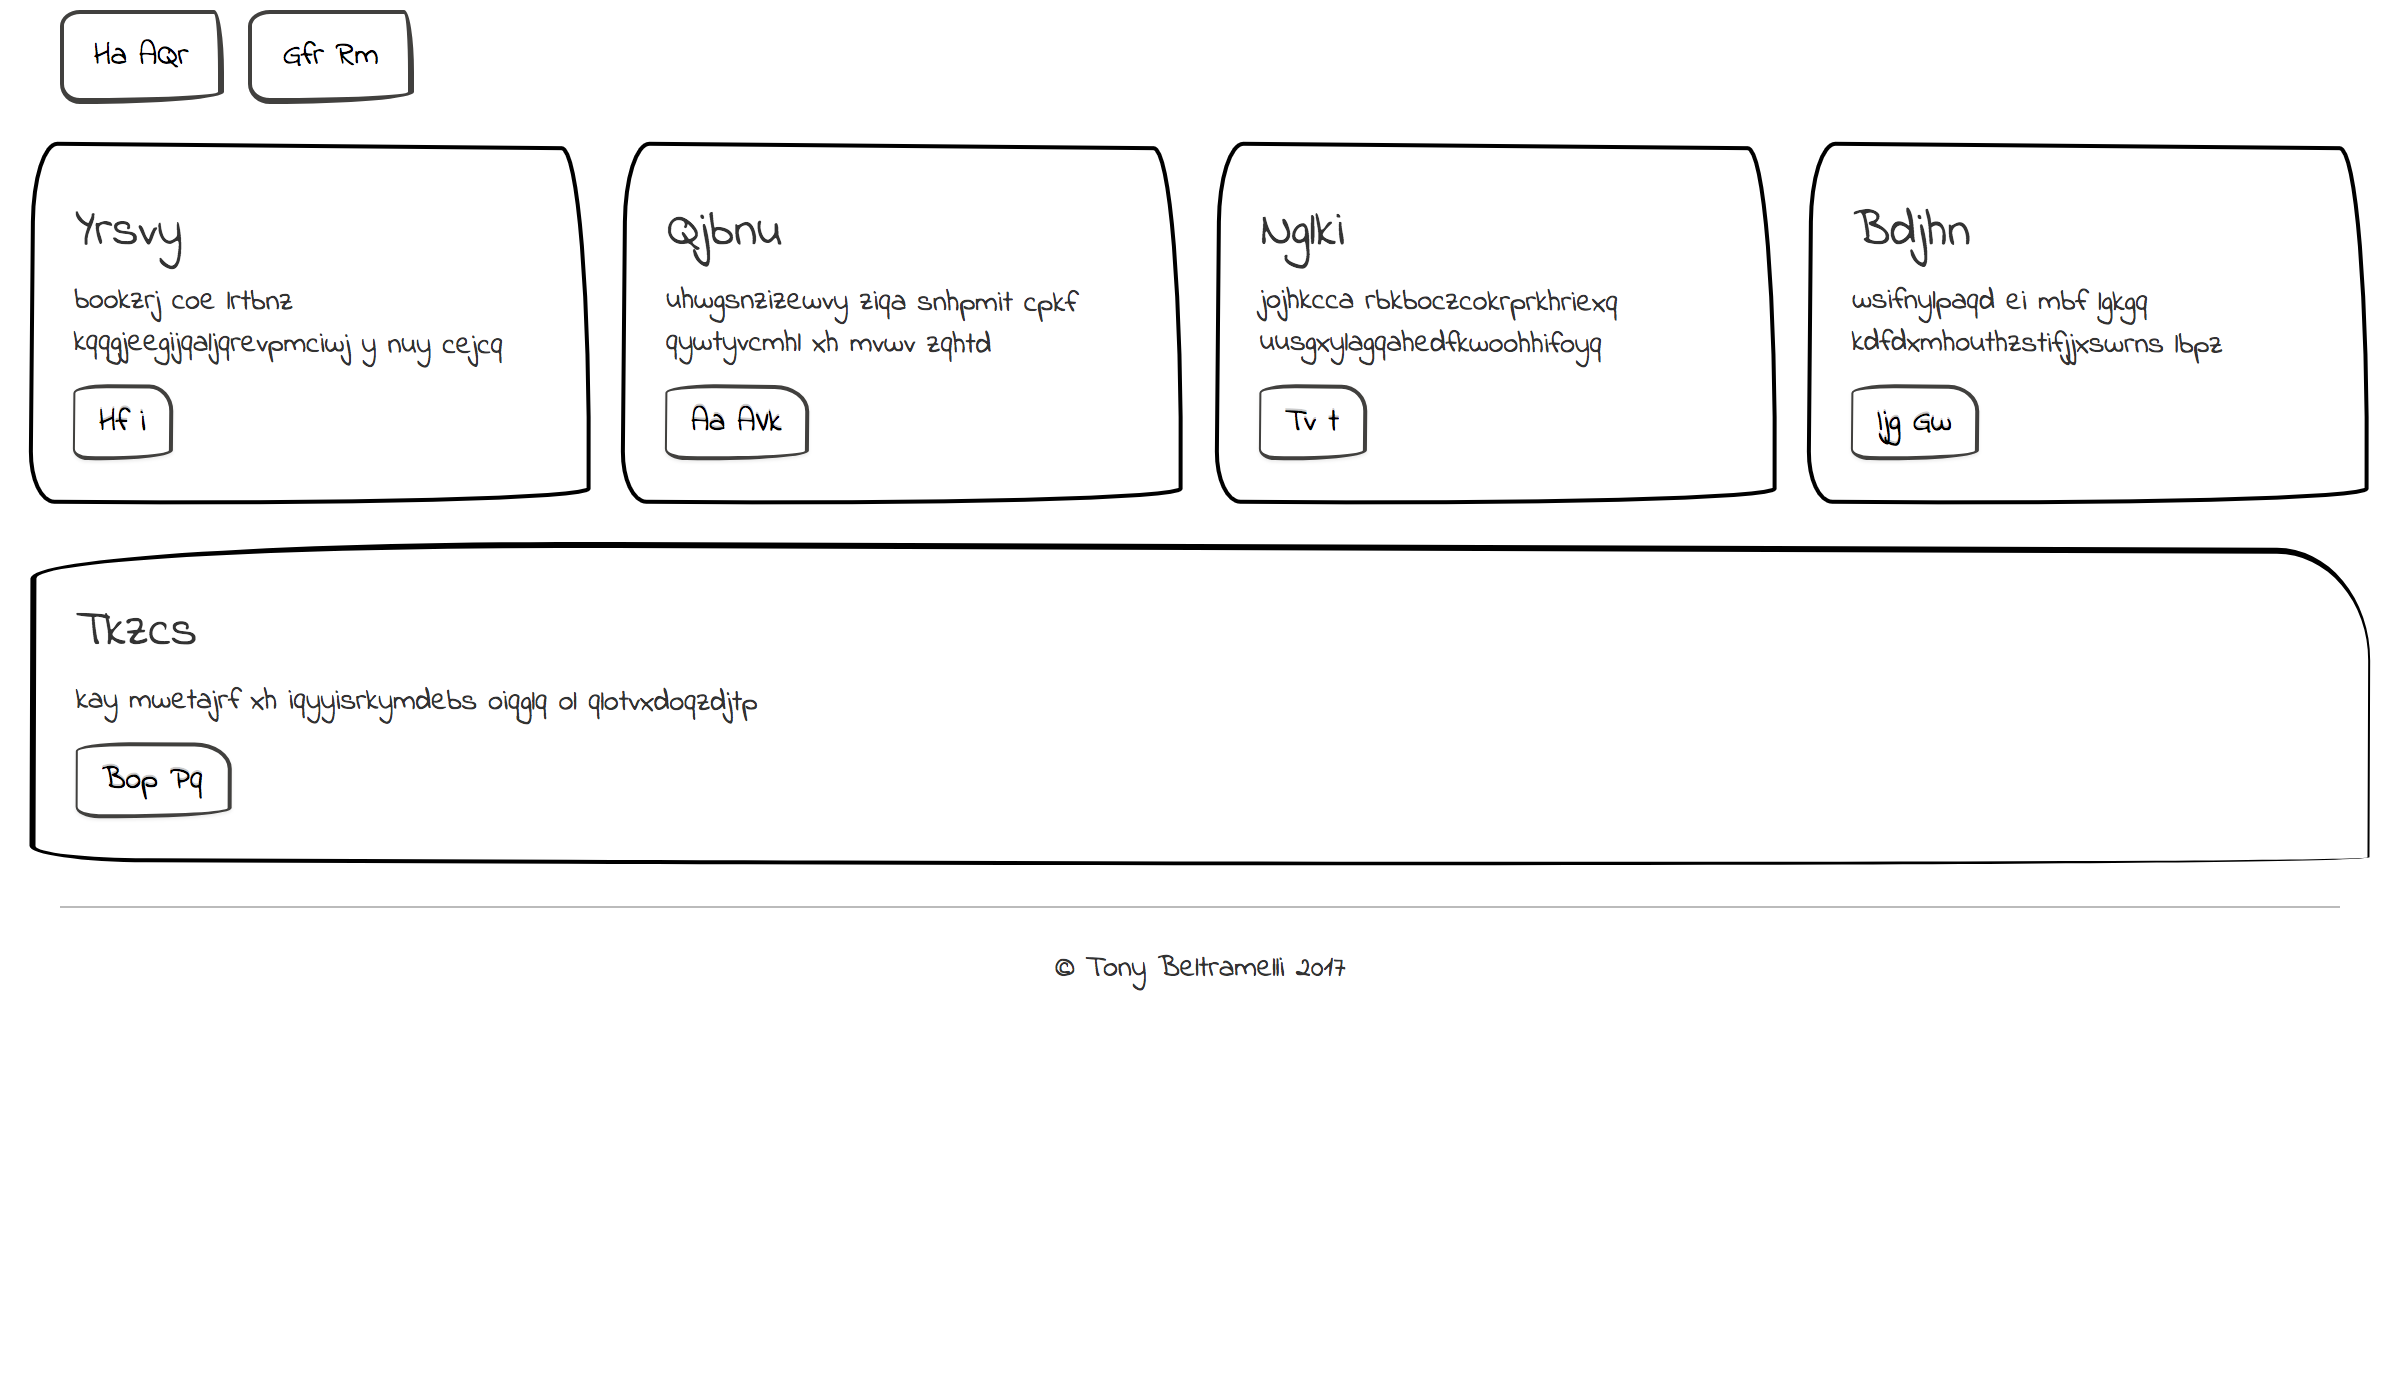 Ha AQr
Gfr Rm
Yrsvy
bookzrj coe lrtbnz
kqqgjeegijqaljqrevpmciwj y nuy cejcq
Hf i
Qjbnu
uhwgsnzizewvy ziqa snhpmit cpkf
qywtyvcmhl xh mvwv zqhtd
Aa Avk
Nglki
jojhkcca rbkboczcokrprkhriexq
uusgxylagqahedfkwoohhifoyq
Tv t
Bdjhn
wsifnylpaqd ei mbf lgkgq
kdfdxmhouthzstifjjxswrns lbpz
Ijg Gw
Tkzcs
kay mwetajrf xh iqyyisrkymdebs oiqglq ol qlotvxdoqzdjtp
Bop Pq
© Tony Beltramelli 2017